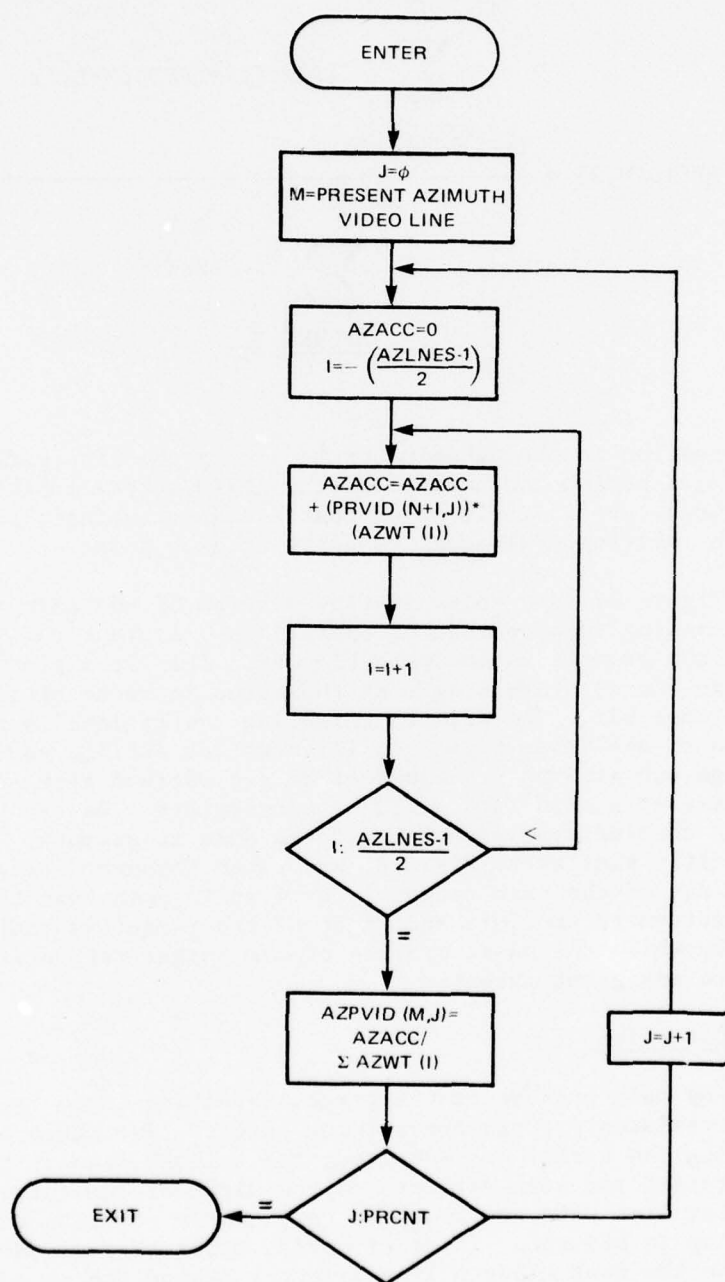 ENTER
J=ϕ
M=PRESENT AZIMUTH
VIDEO LINE
AZACC=0
I=− (AZLNES-1
2)
AZACC=AZACC
+ (PRVID (N+I,J))*
(AZWT (I))
I=I+1
I: AZLNES-1
2
<
=
AZPVID (M,J)=
AZACC/
Σ AZWT (I)
J=J+1
J:PRCNT
=
EXIT